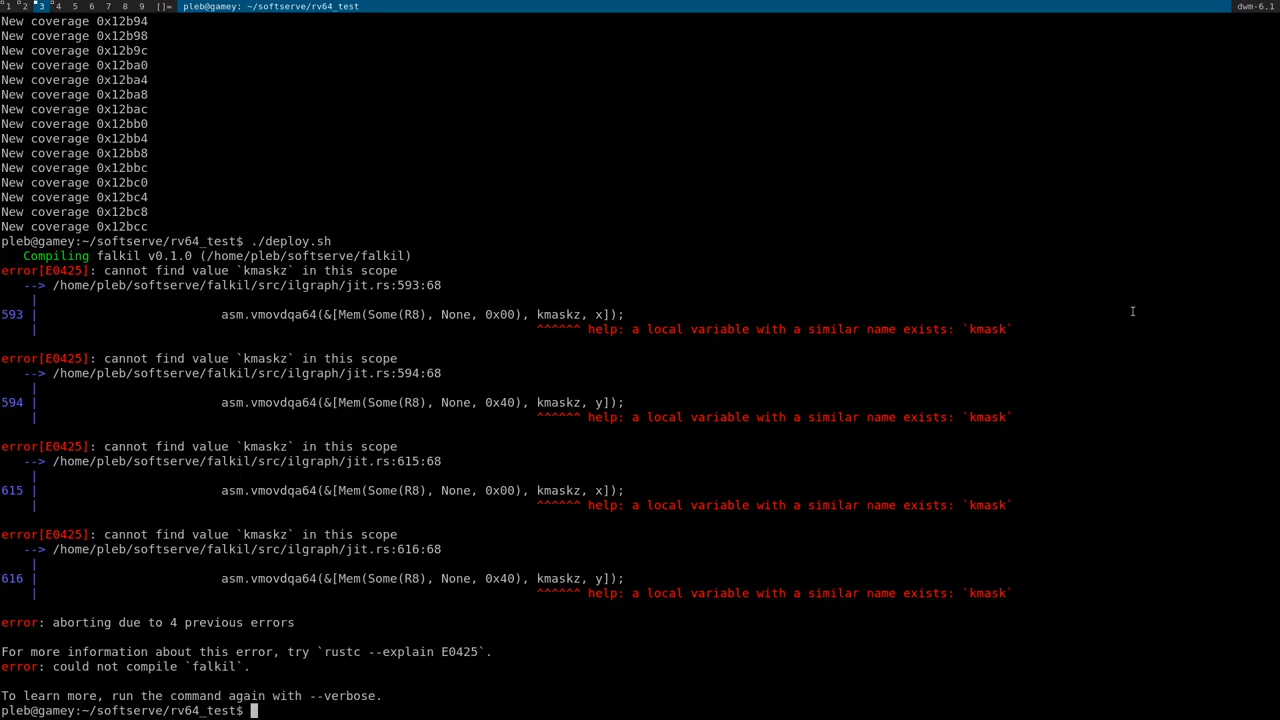 1 2 3 4 5 6 7 8 9 []= pleb@gamey: ~/softserve/rv64_test dwm-6.1
New coverage 0x12b94
New coverage 0x12b98
New coverage 0x12b9c
New coverage 0x12ba0
New coverage 0x12ba4
New coverage 0x12ba8
New coverage 0x12bac
New coverage 0x12bb0
New coverage 0x12bb4
New coverage 0x12bb8
New coverage 0x12bbc
New coverage 0x12bc0
New coverage 0x12bc4
New coverage 0x12bc8
New coverage 0x12bcc
pleb@gamey:~/softserve/rv64_test$ ./deploy.sh
   Compiling falkil v0.1.0 (/home/pleb/softserve/falkil)
error[E0425]: cannot find value `kmaskz` in this scope
   --> /home/pleb/softserve/falkil/src/ilgraph/jit.rs:593:68
    |
593 |                         asm.vmovdqa64(&[Mem(Some(R8), None, 0x00), kmaskz, x]);
    |                                                                    ^^^^^^ help: a local variable with a similar name exists: `kmask`

error[E0425]: cannot find value `kmaskz` in this scope
   --> /home/pleb/softserve/falkil/src/ilgraph/jit.rs:594:68
    |
594 |                         asm.vmovdqa64(&[Mem(Some(R8), None, 0x40), kmaskz, y]);
    |                                                                    ^^^^^^ help: a local variable with a similar name exists: `kmask`

error[E0425]: cannot find value `kmaskz` in this scope
   --> /home/pleb/softserve/falkil/src/ilgraph/jit.rs:615:68
    |
615 |                         asm.vmovdqa64(&[Mem(Some(R8), None, 0x00), kmaskz, x]);
    |                                                                    ^^^^^^ help: a local variable with a similar name exists: `kmask`

error[E0425]: cannot find value `kmaskz` in this scope
   --> /home/pleb/softserve/falkil/src/ilgraph/jit.rs:616:68
    |
616 |                         asm.vmovdqa64(&[Mem(Some(R8), None, 0x40), kmaskz, y]);
    |                                                                    ^^^^^^ help: a local variable with a similar name exists: `kmask`

error: aborting due to 4 previous errors

For more information about this error, try `rustc --explain E0425`.
error: could not compile `falkil`.

To learn more, run the command again with --verbose.
pleb@gamey:~/softserve/rv64_test$